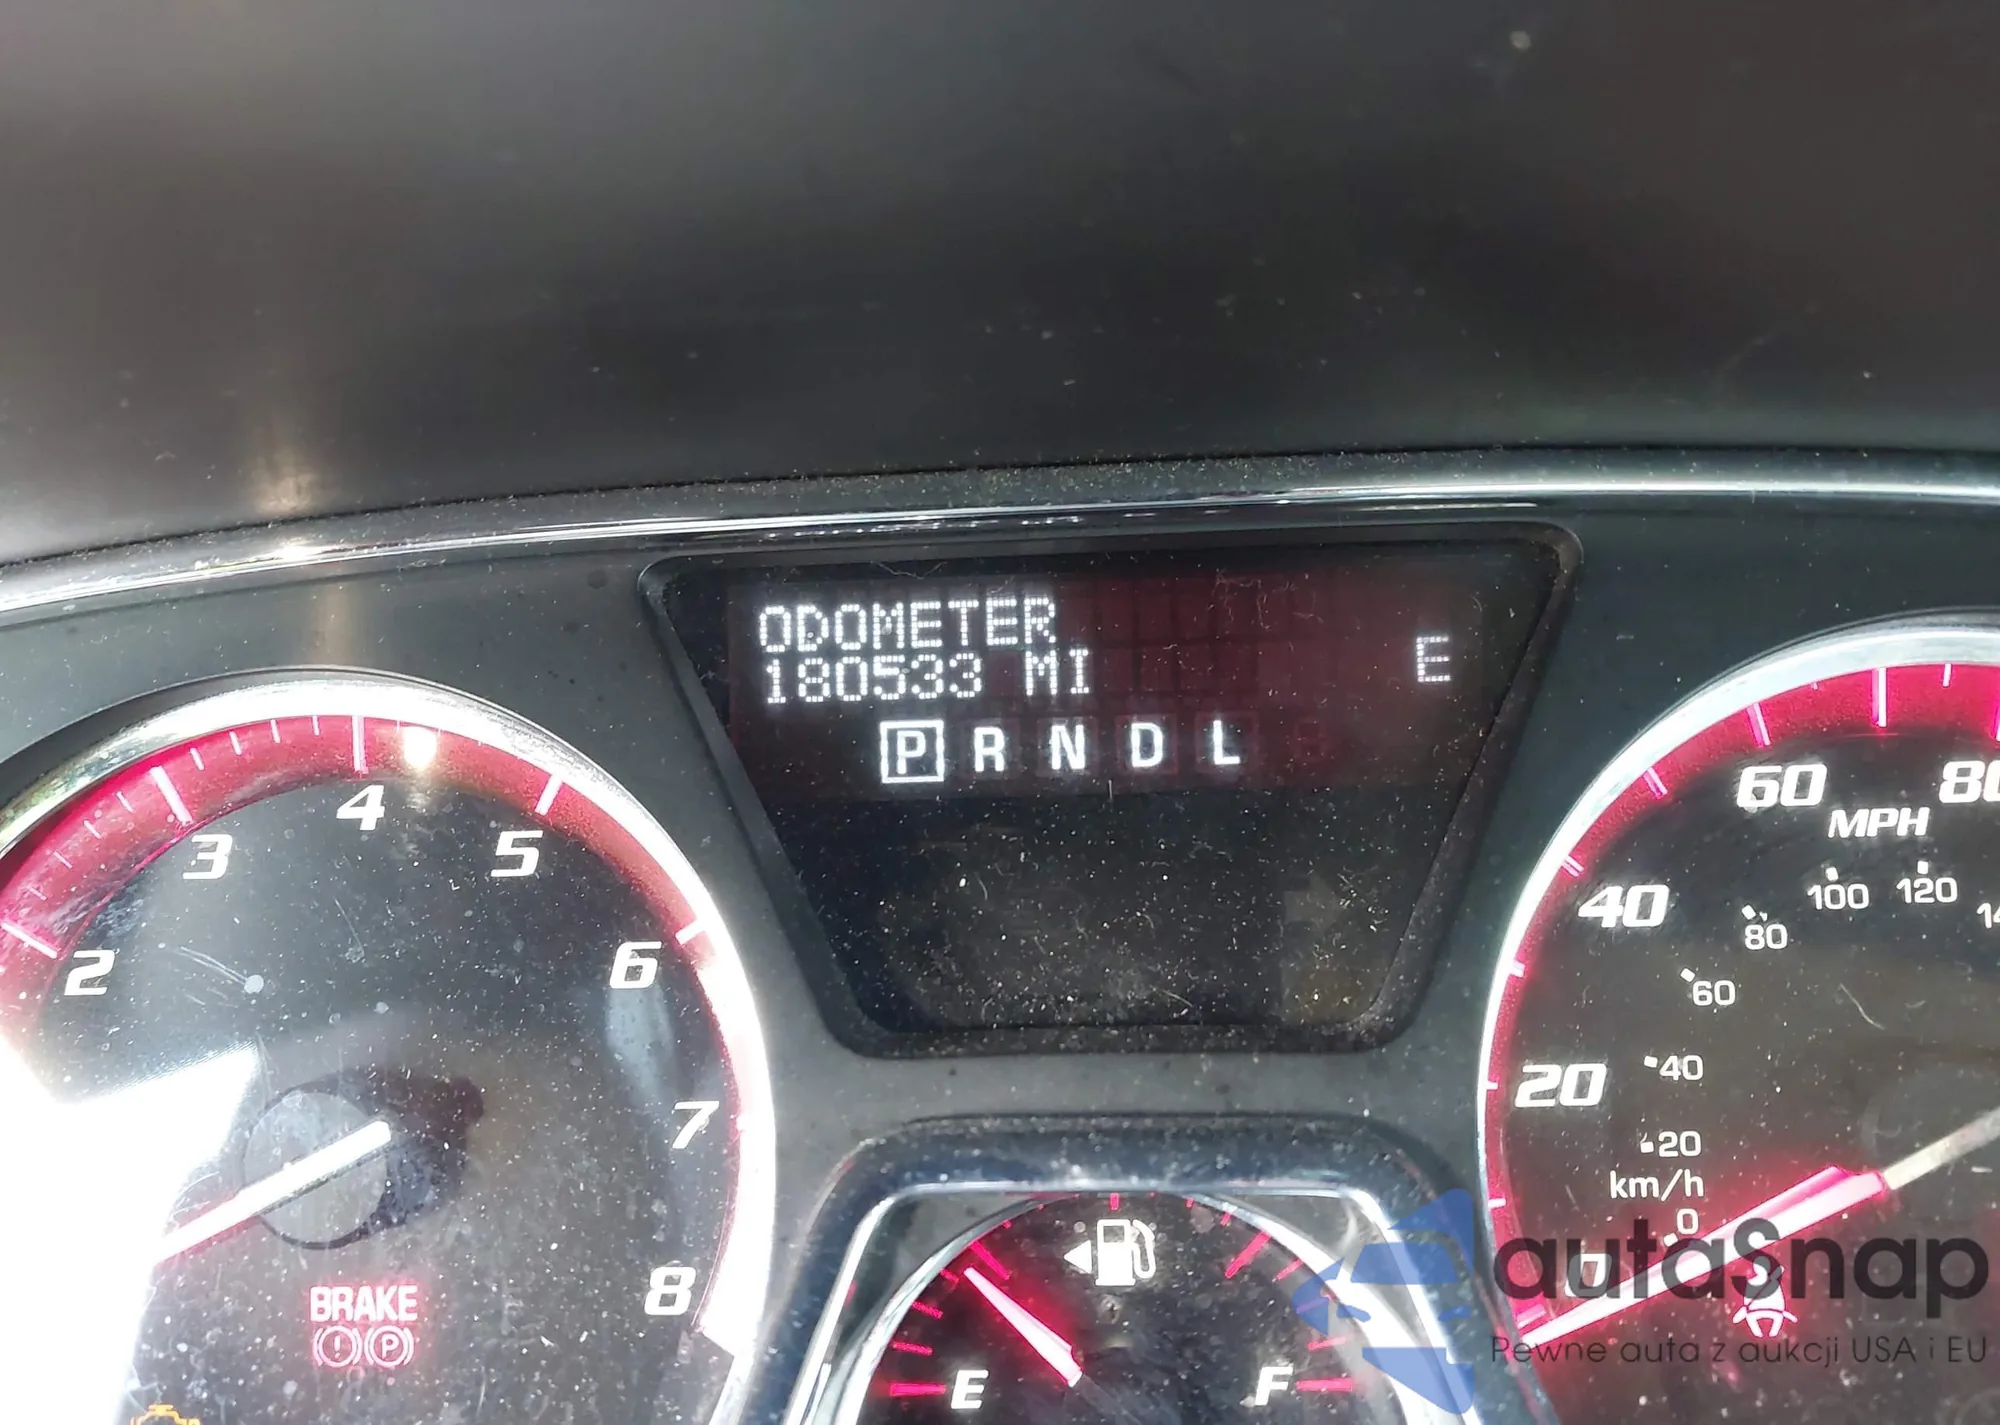 ODOMETER
180533 MI
E
P R N D L
2
3
4
5
6
7
8
BRAKE
P
E
F
20
40
60
80
MPH
0
20
40
60
80
100
120
km/h
autaSnap
Pewne auta z aukcji USA i EU